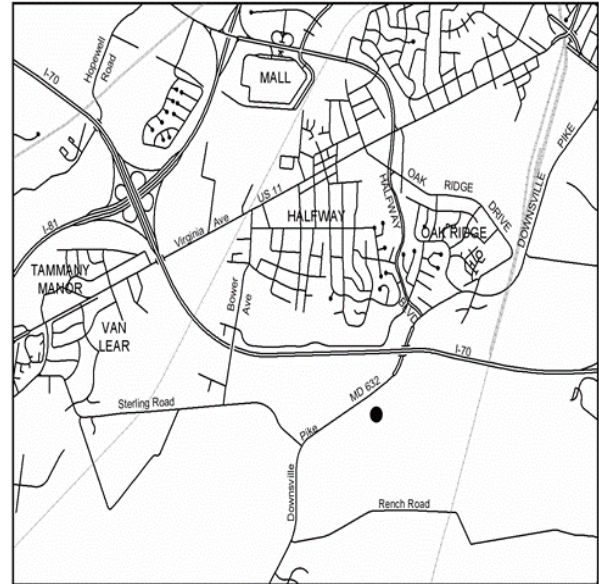 I-70
Hopewell
Road
MALL
PIKE
OAK
RIDGE
DRIVE
HALFWAY
BLVD
DOWNSVILLE
US 11
Virginia Ave
HALFWAY
OAK RIDGE
I-81
TAMMANY
MANOR
VAN
LEAR
Bower
Ave
I-70
MD 632
Sterling Road
Pike
Downsville
Rench Road